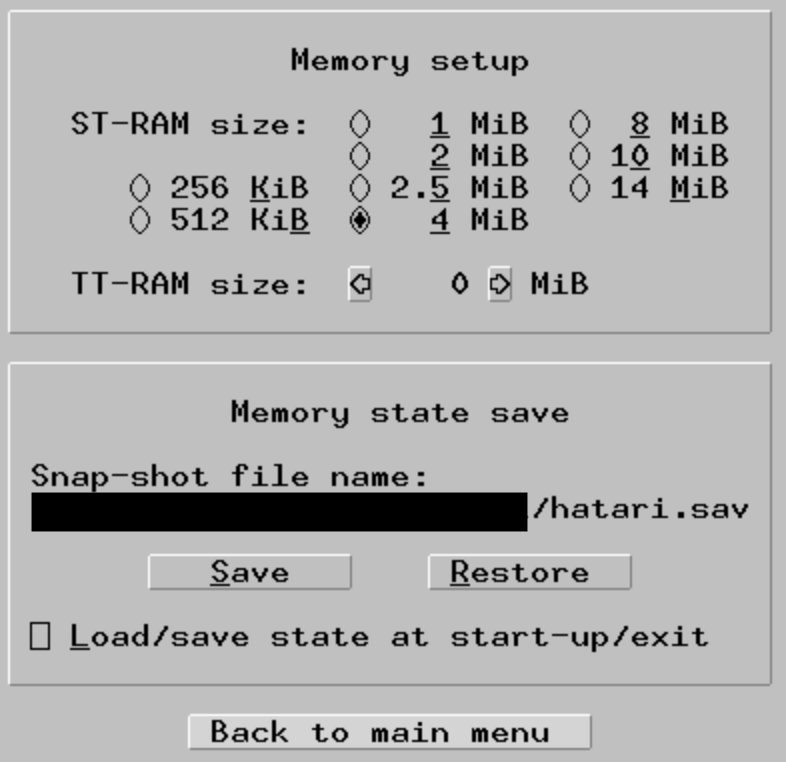 Memory setup
ST-RAM size: 1 MiB 8 MiB
2 MiB 10 MiB
256 KiB 2.5 MiB 14 MiB
512 KiB 4 MiB
TT-RAM size: 0 MiB
Memory state save
Snap-shot file name:
/hatari.sav
Save Restore
Load/save state at start-up/exit
Back to main menu